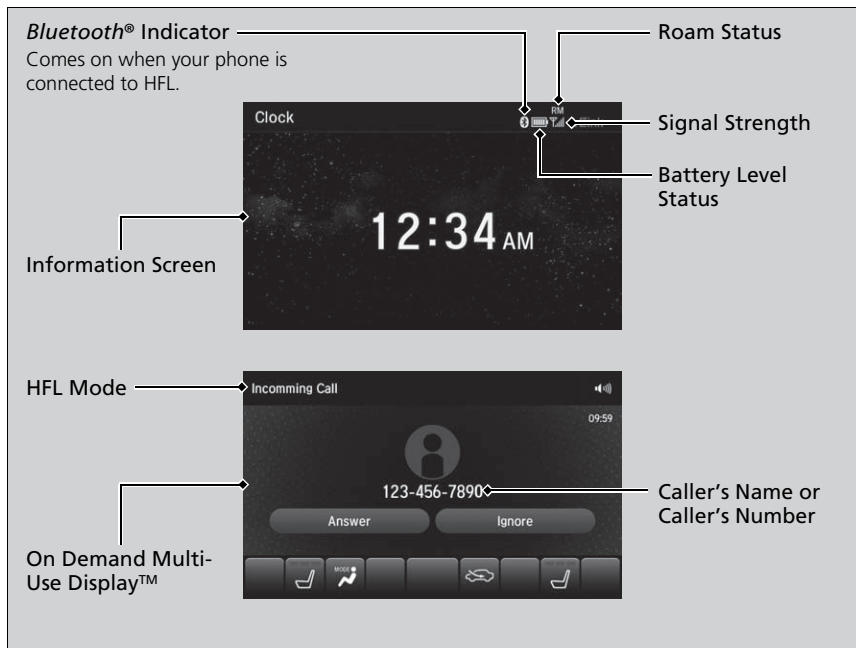 Bluetooth® Indicator
Comes on when your phone is
connected to HFL.
Roam Status
RM
Clock
Signal Strength
Battery Level
Status
12:34 AM
Information Screen
HFL Mode
Incomming Call
09:59
123-456-7890
Caller's Name or
Caller's Number
Answer
Ignore
On Demand Multi-
Use Display™
MODE